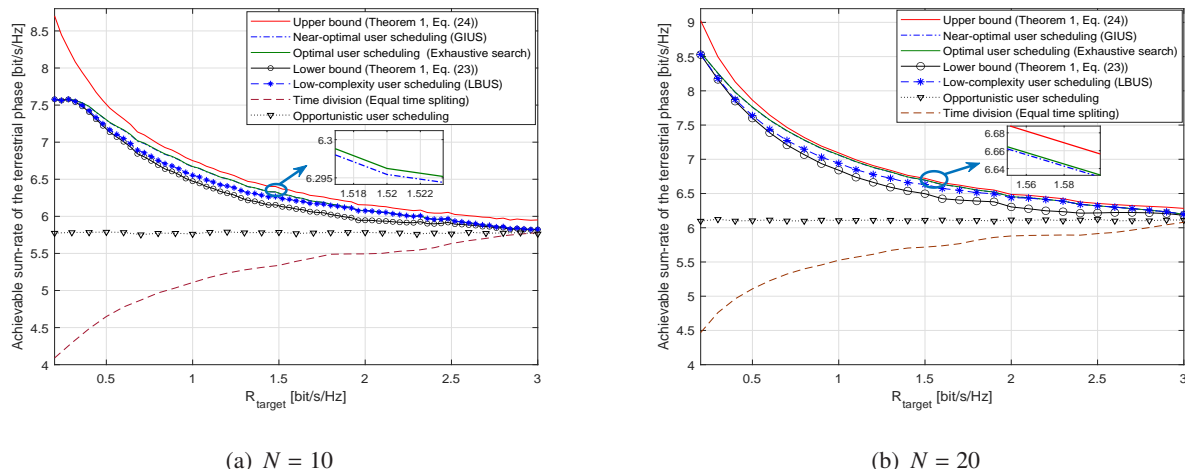 Achievable sum-rate of the terrestrial phase [bit/s/Hz]
8.5
8
7.5
7
6.5
6
5.5
5
4.5
4
0.5
1
1.5
2
2.5
3
R_target [bit/s/Hz]
Upper bound (Theorem 1, Eq. (24))
Near-optimal user scheduling (GIUS)
Optimal user scheduling (Exhaustive search)
Lower bound (Theorem 1, Eq. (23))
Low-complexity user scheduling (LBUS)
Time division (Equal time spliting)
Opportunistic user scheduling
6.3
6.295
1.518
1.52
1.522
(a) N = 10
Achievable sum-rate of the terrestrial phase [bit/s/Hz]
9
8.5
8
7.5
7
6.5
6
5.5
5
4.5
4
0.5
1
1.5
2
2.5
3
R_target [bit/s/Hz]
Upper bound (Theorem 1, Eq. (24))
Near-optimal user scheduling (GIUS)
Optimal user scheduling (Exhaustive search)
Lower bound (Theorem 1, Eq. (23))
Low-complexity user scheduling (LBUS)
Opportunistic user scheduling
Time division (Equal time spliting)
6.68
6.66
6.64
1.56
1.58
(b) N = 20